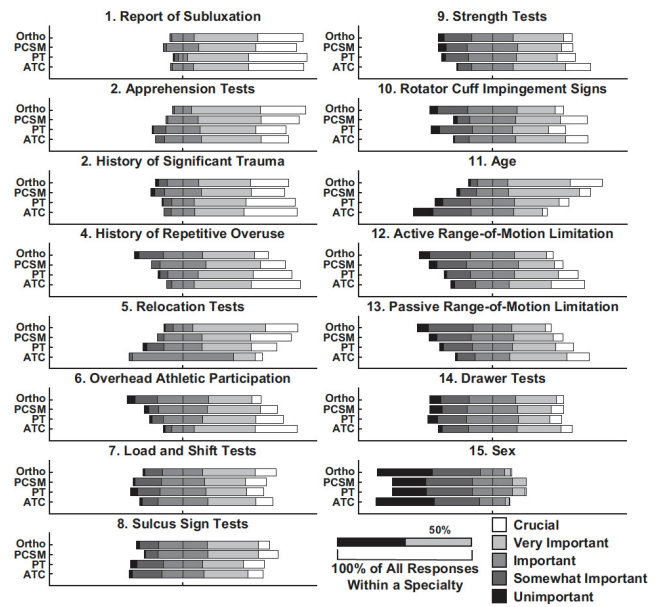 1. Report of Subluxation
Ortho
PCSM
PT
ATC
2. Apprehension Tests
Ortho
PCSM
PT
ATC
2. History of Significant Trauma
Ortho
PCSM
PT
ATC
4. History of Repetitive Overuse
Ortho
PCSM
PT
ATC
5. Relocation Tests
Ortho
PCSM
PT
ATC
6. Overhead Athletic Participation
Ortho
PCSM
PT
ATC
7. Load and Shift Tests
Ortho
PCSM
PT
ATC
8. Sulcus Sign Tests
Ortho
PCSM
PT
ATC
9. Strength Tests
Ortho
PCSM
PT
ATC
10. Rotator Cuff Impingement Signs
Ortho
PCSM
PT
ATC
11. Age
Ortho
PCSM
PT
ATC
12. Active Range-of-Motion Limitation
Ortho
PCSM
PT
ATC
13. Passive Range-of-Motion Limitation
Ortho
PCSM
PT
ATC
14. Drawer Tests
Ortho
PCSM
PT
ATC
15. Sex
Ortho
PCSM
PT
ATC
50%
100% of All Responses
Within a Specialty
Crucial
Very Important
Important
Somewhat Important
Unimportant